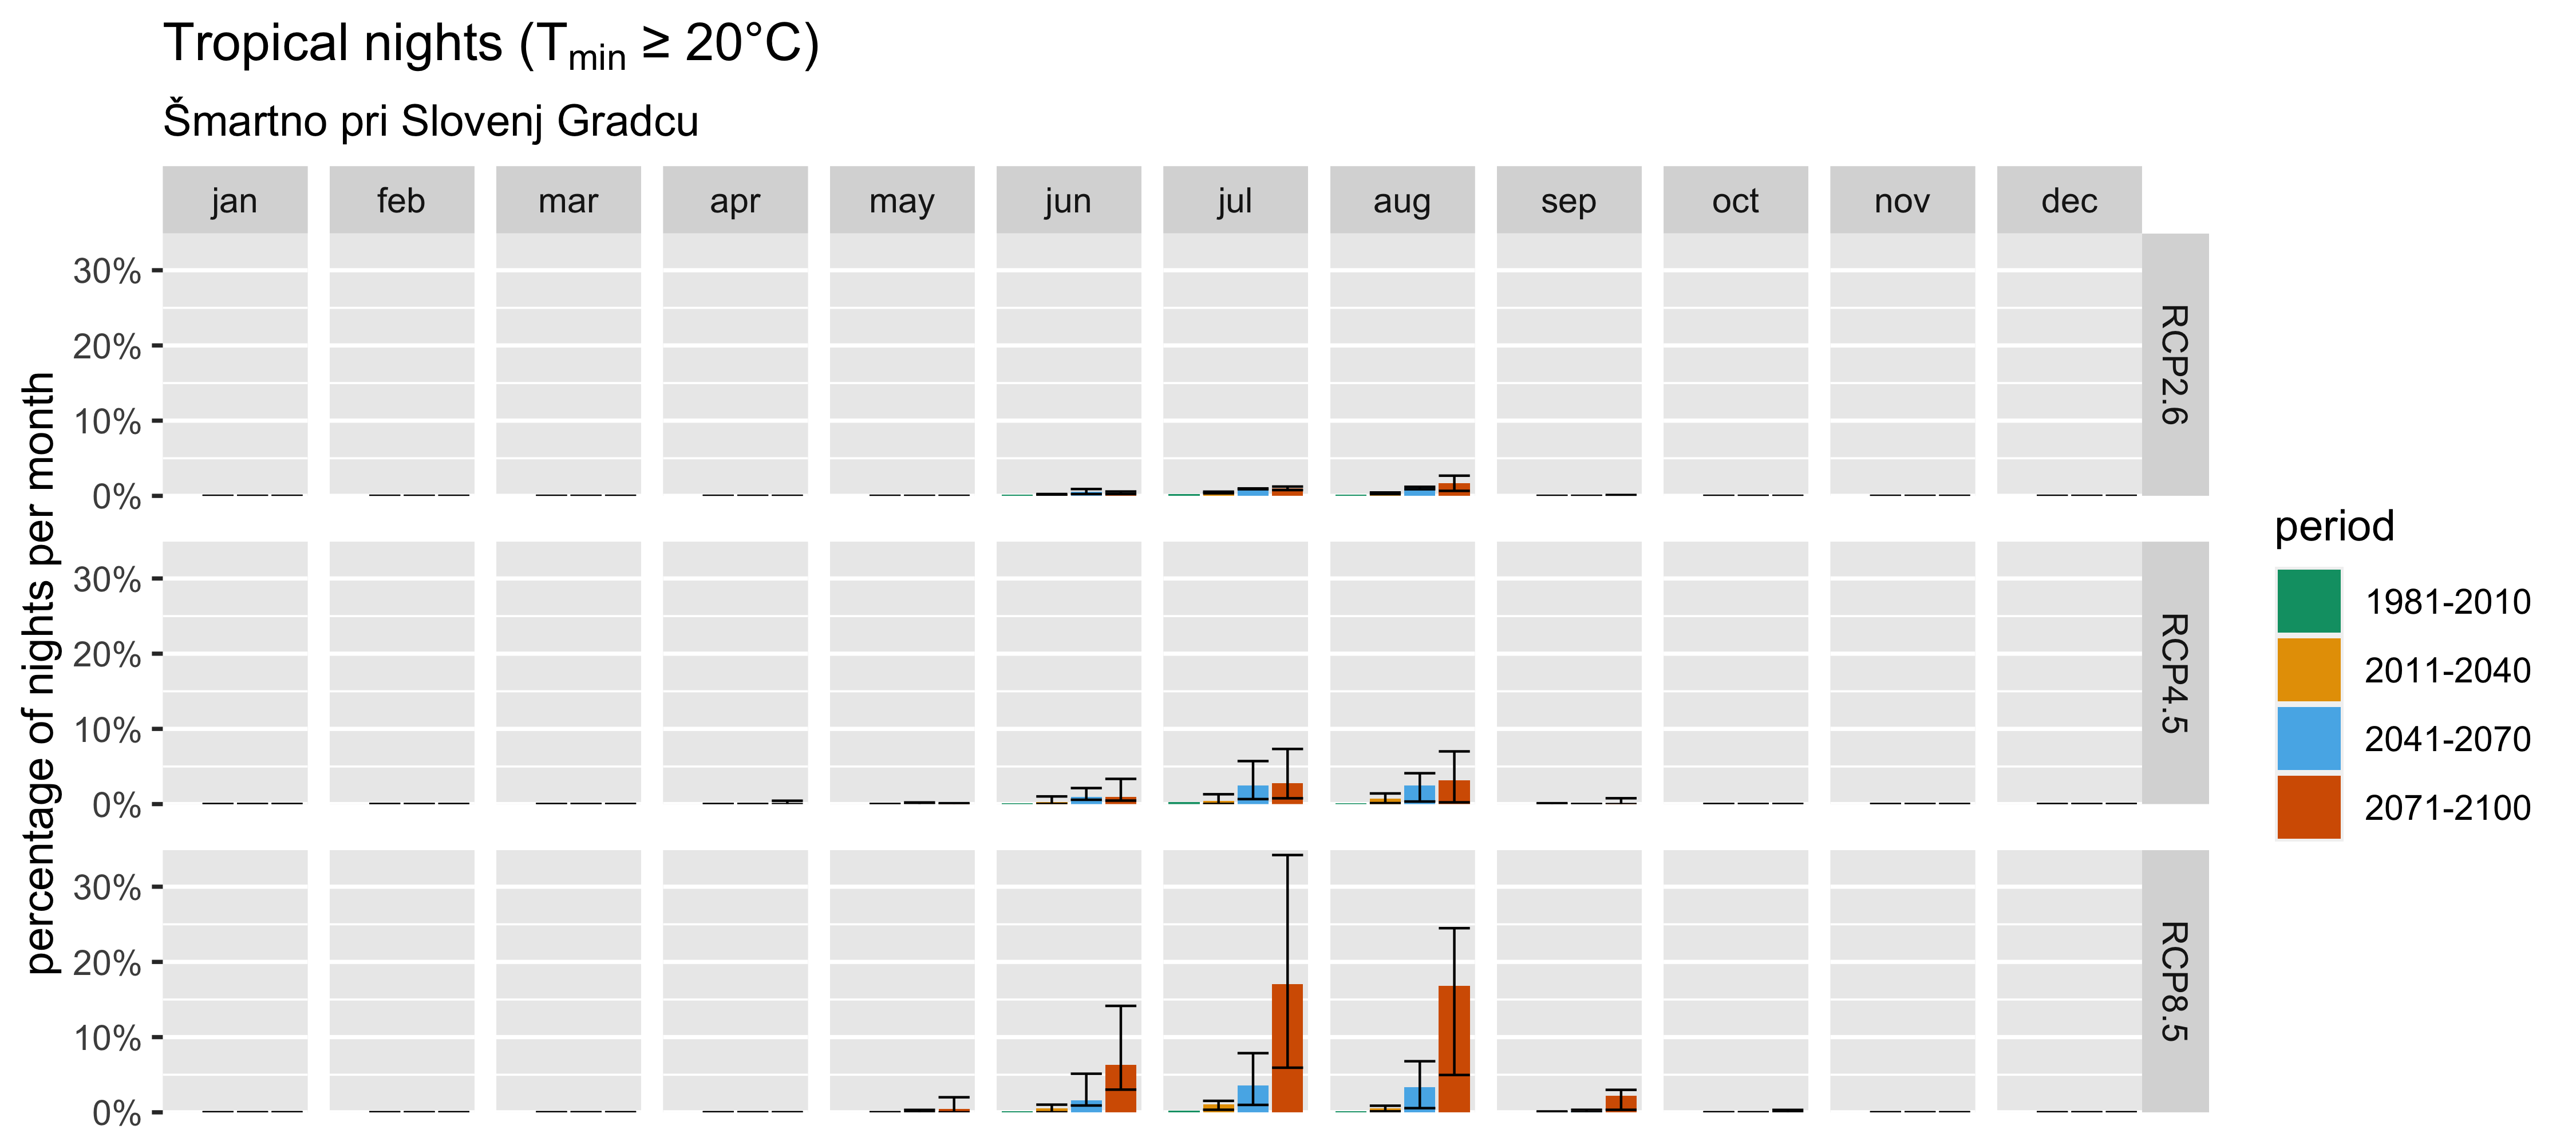 Tropical nights (Tmin ≥ 20°C)
Šmartno pri Slovenj Gradcu
jan feb mar apr may jun jul aug sep oct nov dec
percentage of nights per month
30%
20%
10%
0%
RCP2.6
30%
20%
10%
0%
RCP4.5
30%
20%
10%
0%
RCP8.5
period
1981-2010
2011-2040
2041-2070
2071-2100